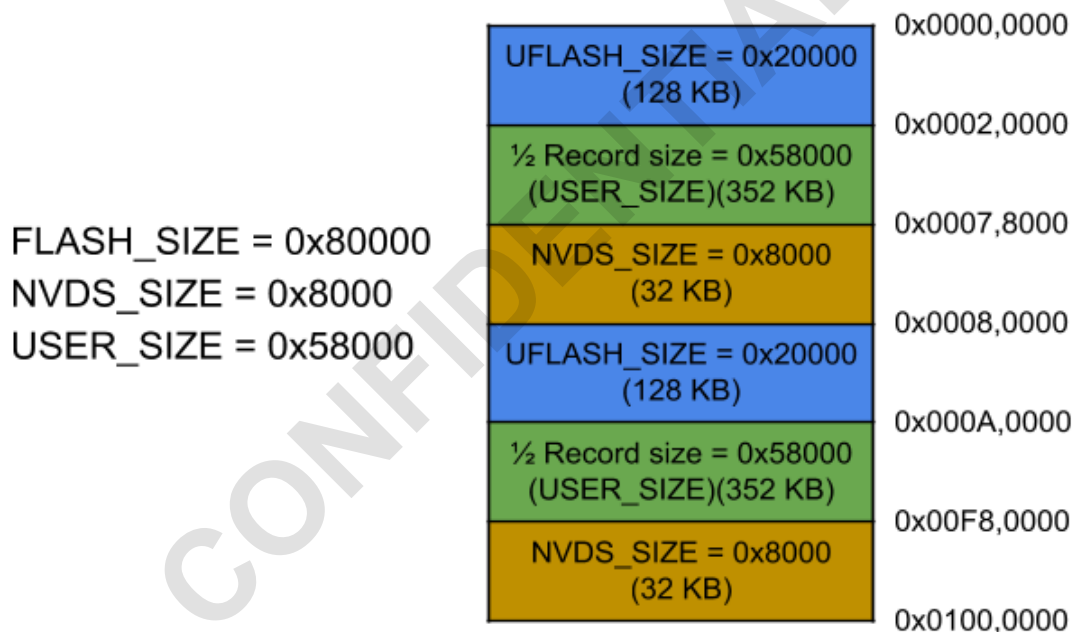 0x0000,0000
UFLASH_SIZE = 0x20000
(128 KB)
0x0002,0000
½ Record size = 0x58000
(USER_SIZE)(352 KB)
0x0007,8000
FLASH_SIZE = 0x80000
NVDS_SIZE = 0x8000
USER_SIZE = 0x58000
NVDS_SIZE = 0x8000
(32 KB)
0x0008,0000
UFLASH_SIZE = 0x20000
(128 KB)
0x000A,0000
½ Record size = 0x58000
(USER_SIZE)(352 KB)
0x00F8,0000
NVDS_SIZE = 0x8000
(32 KB)
0x0100,0000
CONFIDENTIAL